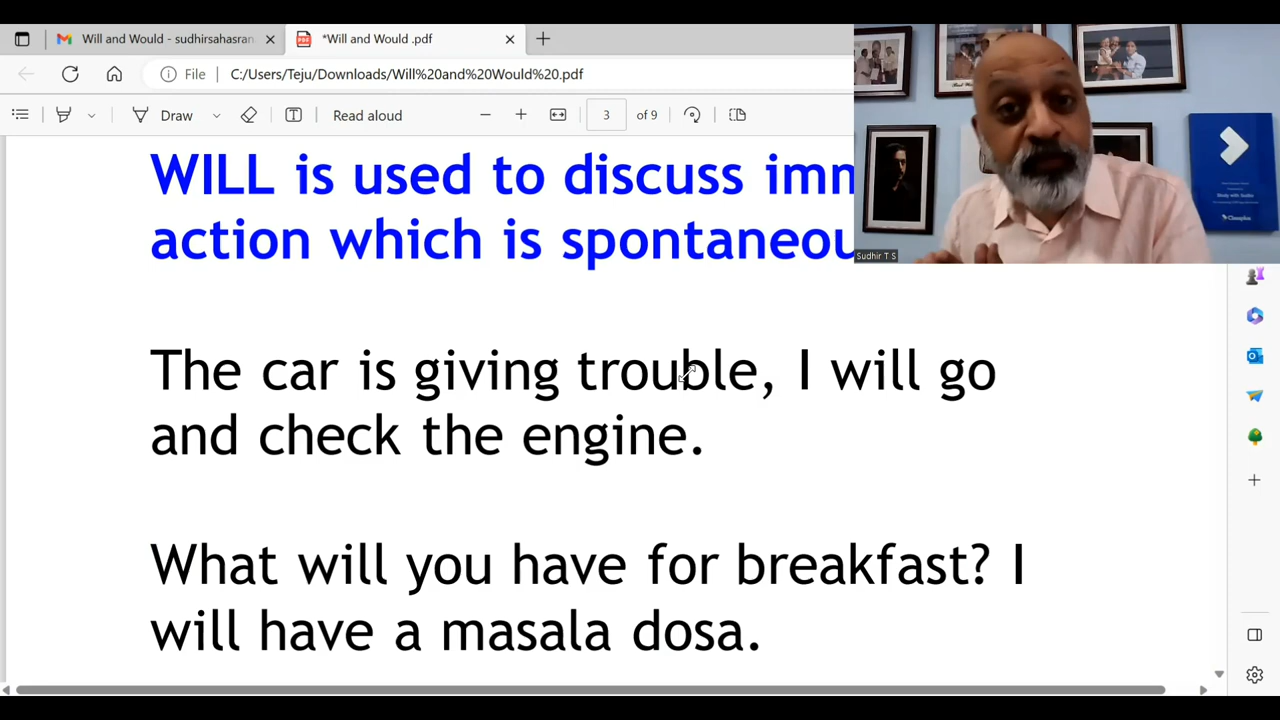 Will and Would - sudhirsahasran
*Will and Would .pdf
File
C:/Users/Teju/Downloads/Will%20and%20Would%20.pdf
Draw
Read aloud
3 of 9
WILL is used to discuss
action which is
The car is giving trouble, I will go
and check the engine.
What will you have for breakfast? I
will have a masala dosa.
Sudhir T S